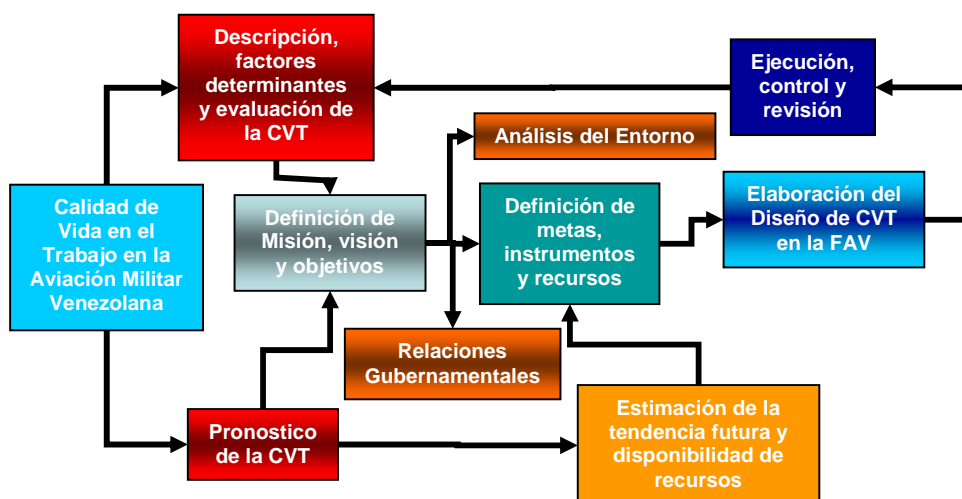 Descripción,
factores
determinantes
y evaluación de
la CVT
Ejecución,
control y
revisión
Análisis del Entorno
Calidad de
Vida en el
Trabajo en la
Aviación Militar
Venezolana
Definición de
Misión, visión
y objetivos
Definición de
metas,
instrumentos
y recursos
Elaboración del
Diseño de CVT
en la FAV
Relaciones
Gubernamentales
Pronostico
de la CVT
Estimación de la
tendencia futura y
disponibilidad de
recursos